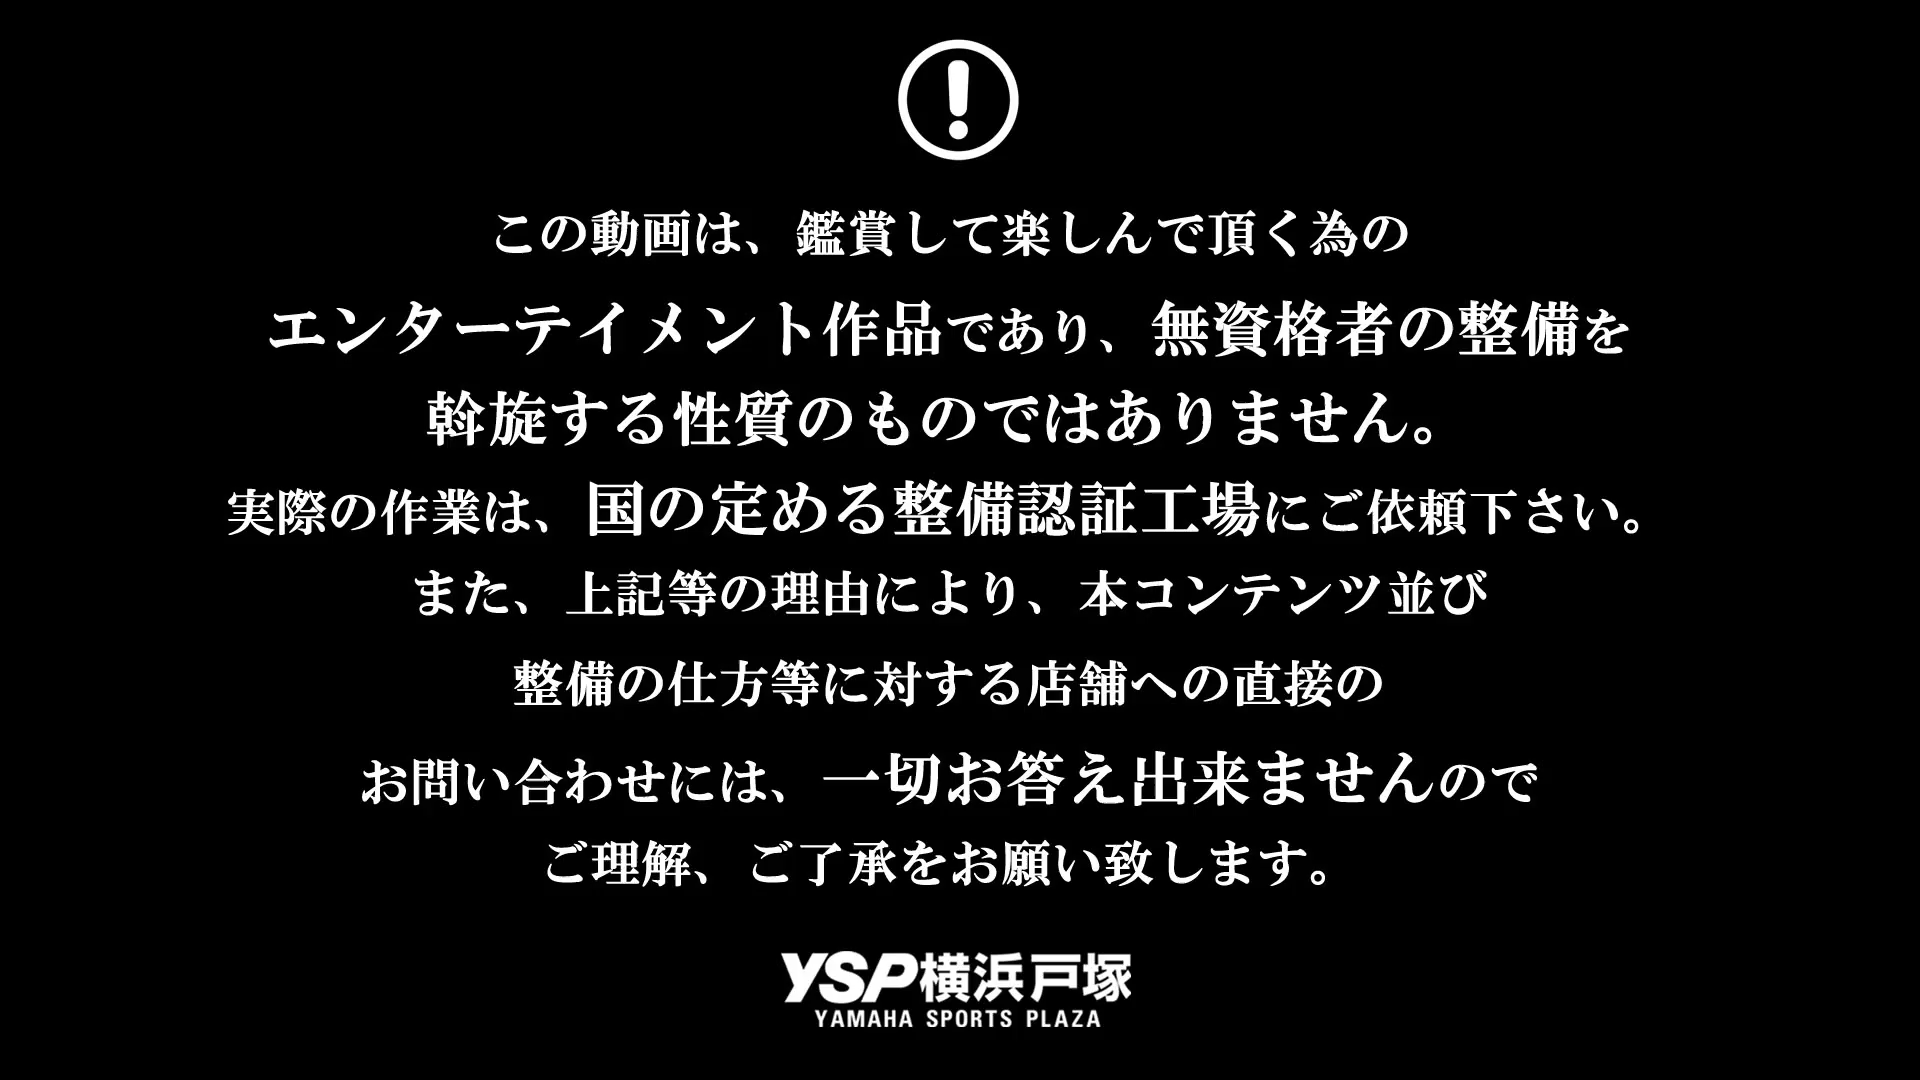 この動画は、鑑賞して楽しんで頂く為の
エンターテイメント作品であり、無資格者の整備を
斡旋する性質のものではありません。
実際の作業は、国の定める整備認証工場にご依頼下さい。
また、上記等の理由により、本コンテンツ並び
整備の仕方等に対する店舗への直接の
お問い合わせには、一切お答え出来ませんので
ご理解、ご了承をお願い致します。
YSP横浜戸塚
YAMAHA SPORTS PLAZA